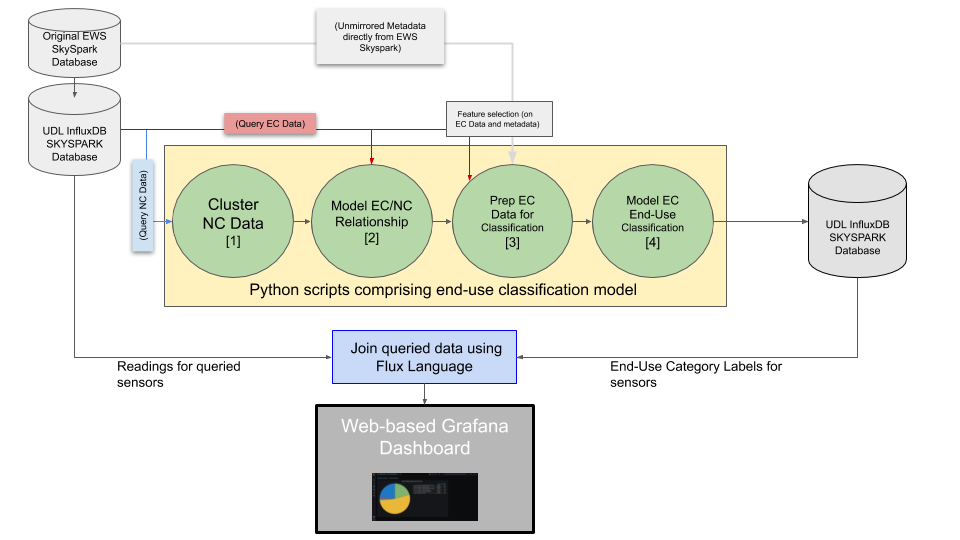 Original EWS
SkySpark
Database
(Unmirrored Metadata
directly from EWS
Skyspark)
UDL InfluxDB
SKYSPARK
Database
(Query EC Data)
Feature selection (on
EC Data and metadata)
(Query NC Data)
Cluster
NC Data
[1]
Model EC/NC
Relationship
[2]
Prep EC
Data for
Classification
[3]
Model EC
End-Use
Classification
[4]
UDL InfluxDB
SKYSPARK
Database
Python scripts comprising end-use classification model
Readings for queried
sensors
Join queried data using
Flux Language
End-Use Category Labels for
sensors
Web-based Grafana
Dashboard